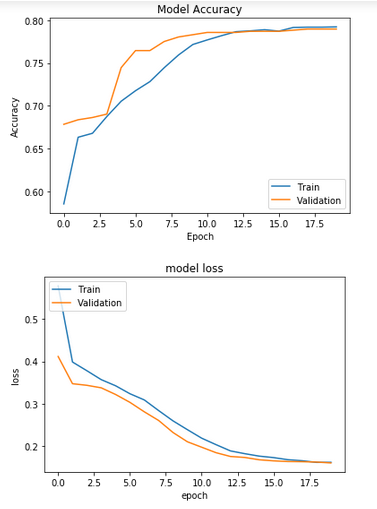 Model Accuracy
0.80
0.75
0.70
0.65
0.60
Accuracy
Train
Validation
0.0 2.5 5.0 7.5 10.0 12.5 15.0 17.5
Epoch
model loss
Train
Validation
0.5
0.4
0.3
0.2
loss
0.0 2.5 5.0 7.5 10.0 12.5 15.0 17.5
epoch